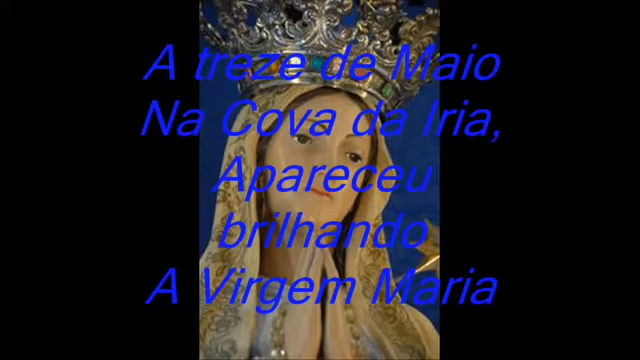 A treze de Maio
Na Cova da Iria,
Apareceu
brilhando
A Virgem Maria